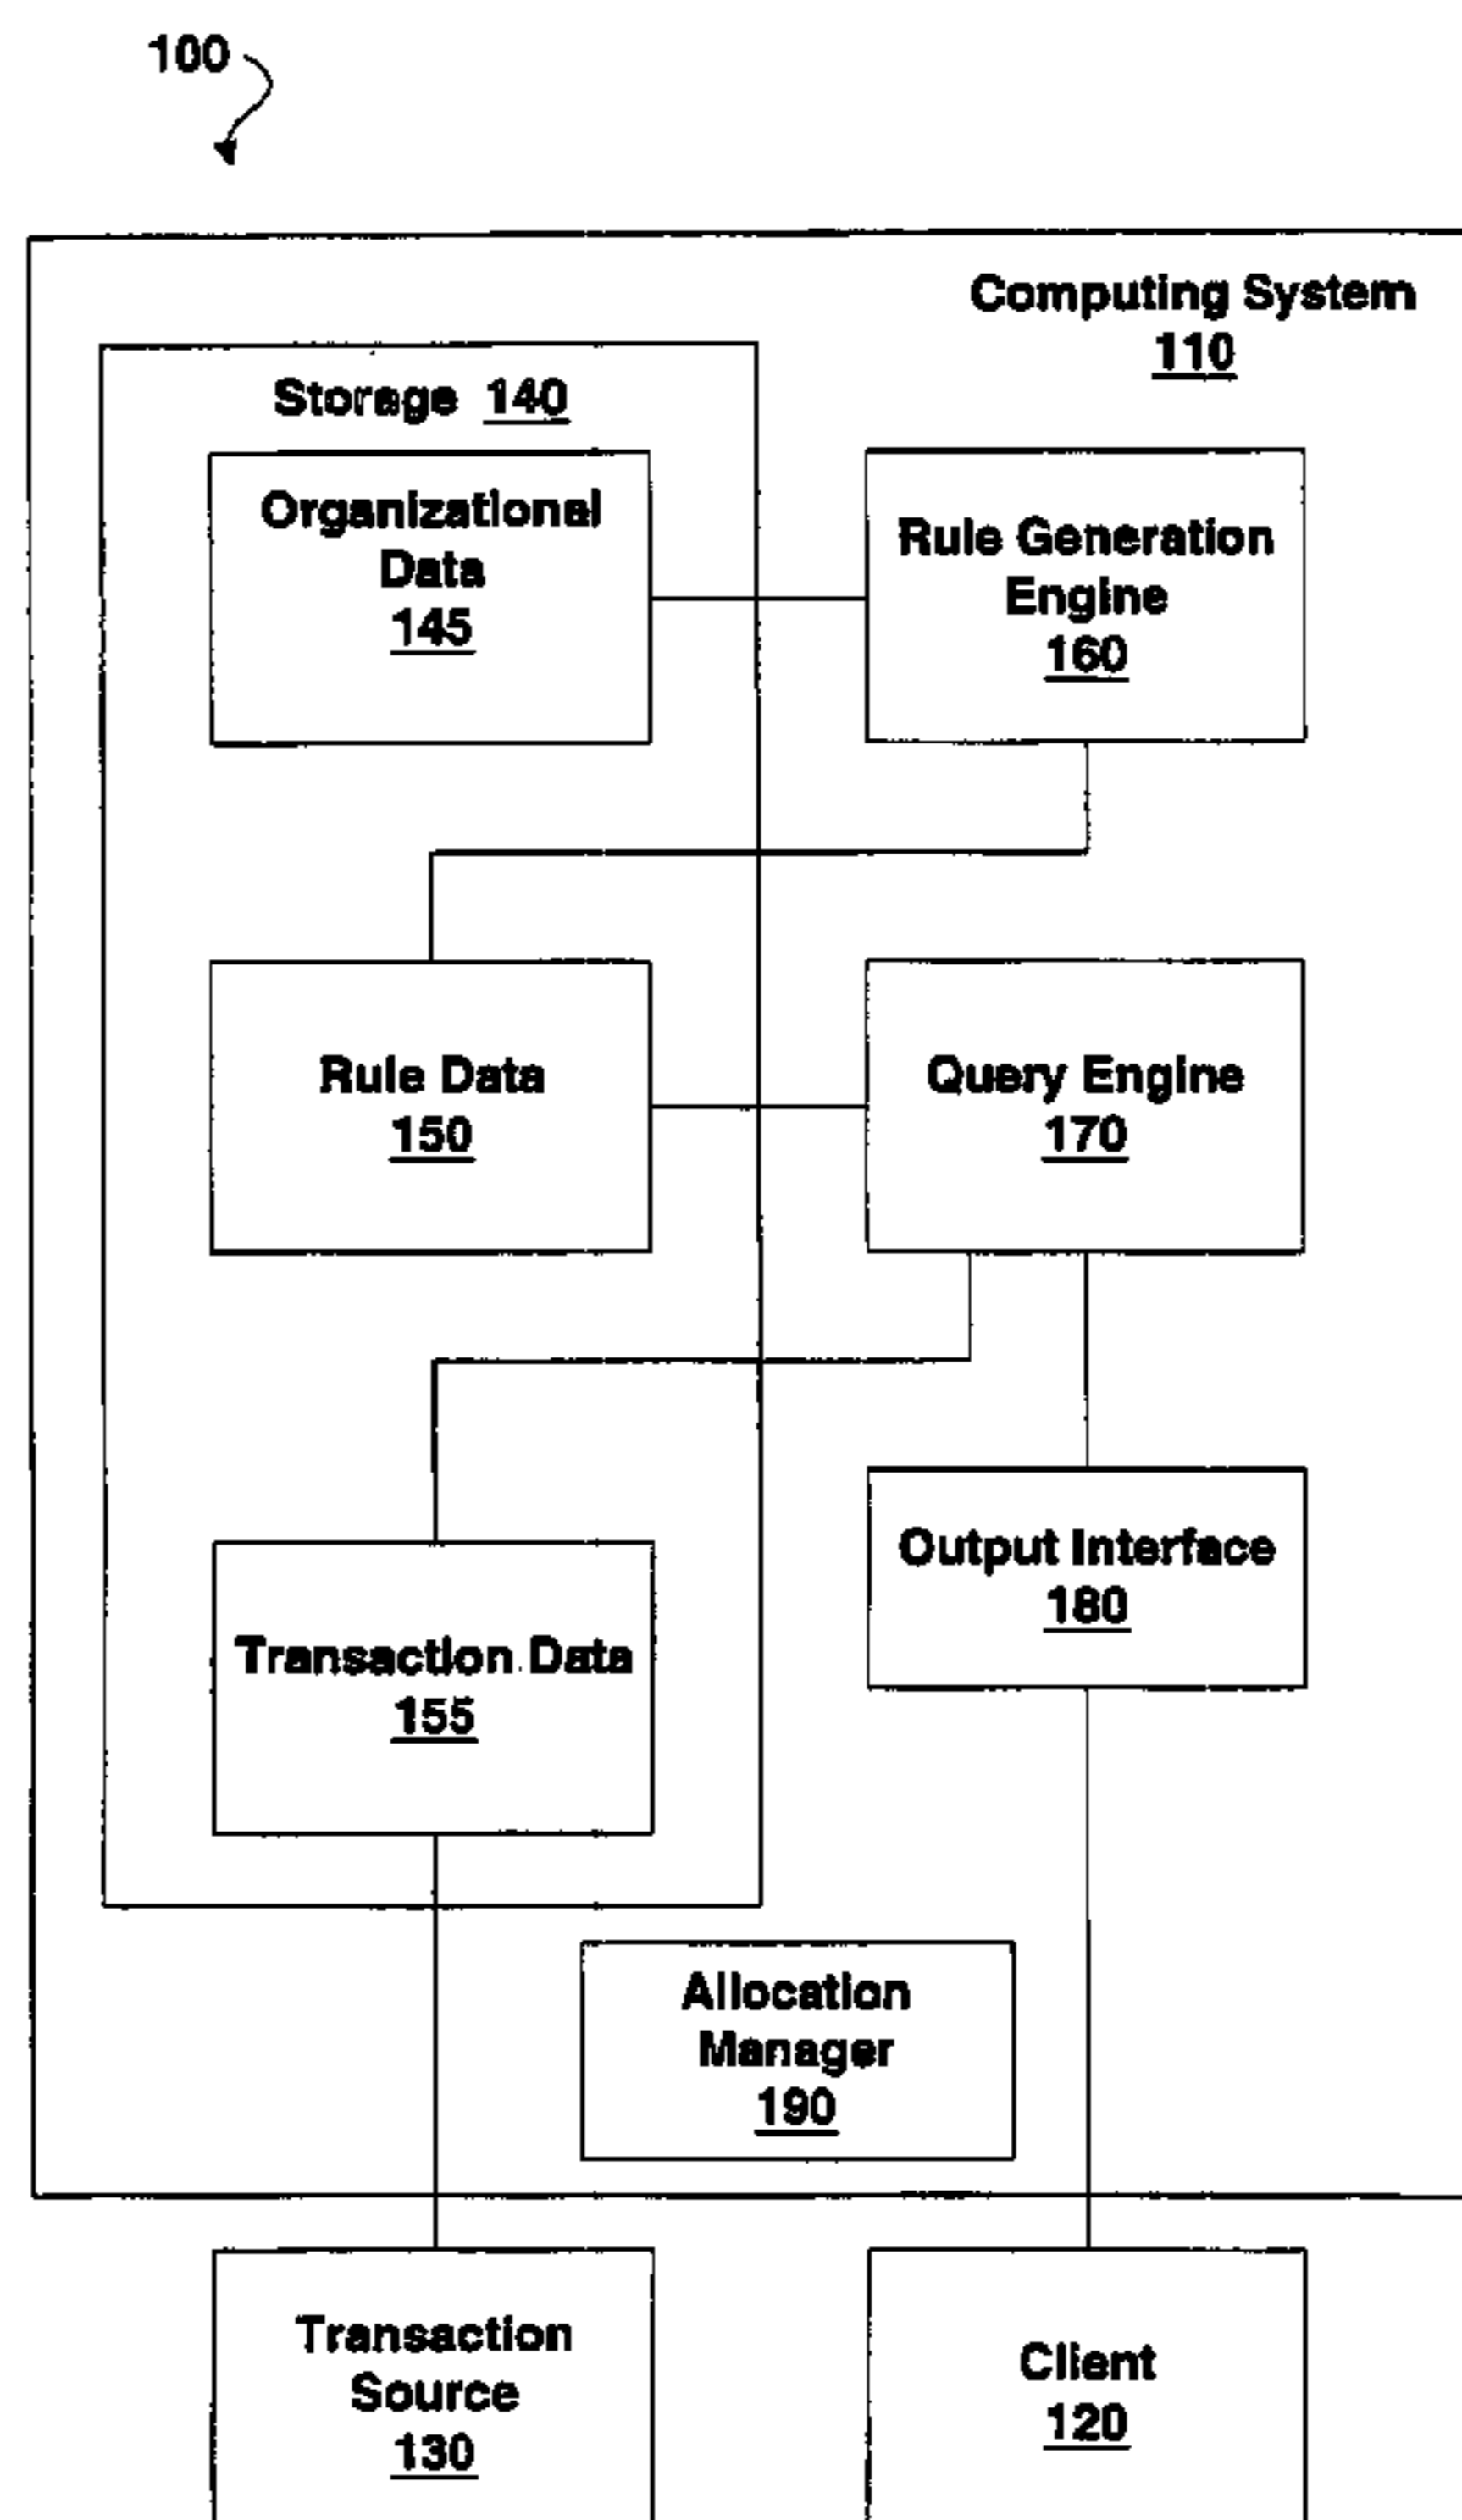 100
Computing System
110
Storage 140
Organizational
Data
145
Rule Generation
Engine
160
Rule Data
150
Query Engine
170
Output Interface
180
Transaction Data
155
Allocation
Manager
190
Transaction
Source
130
Client
120